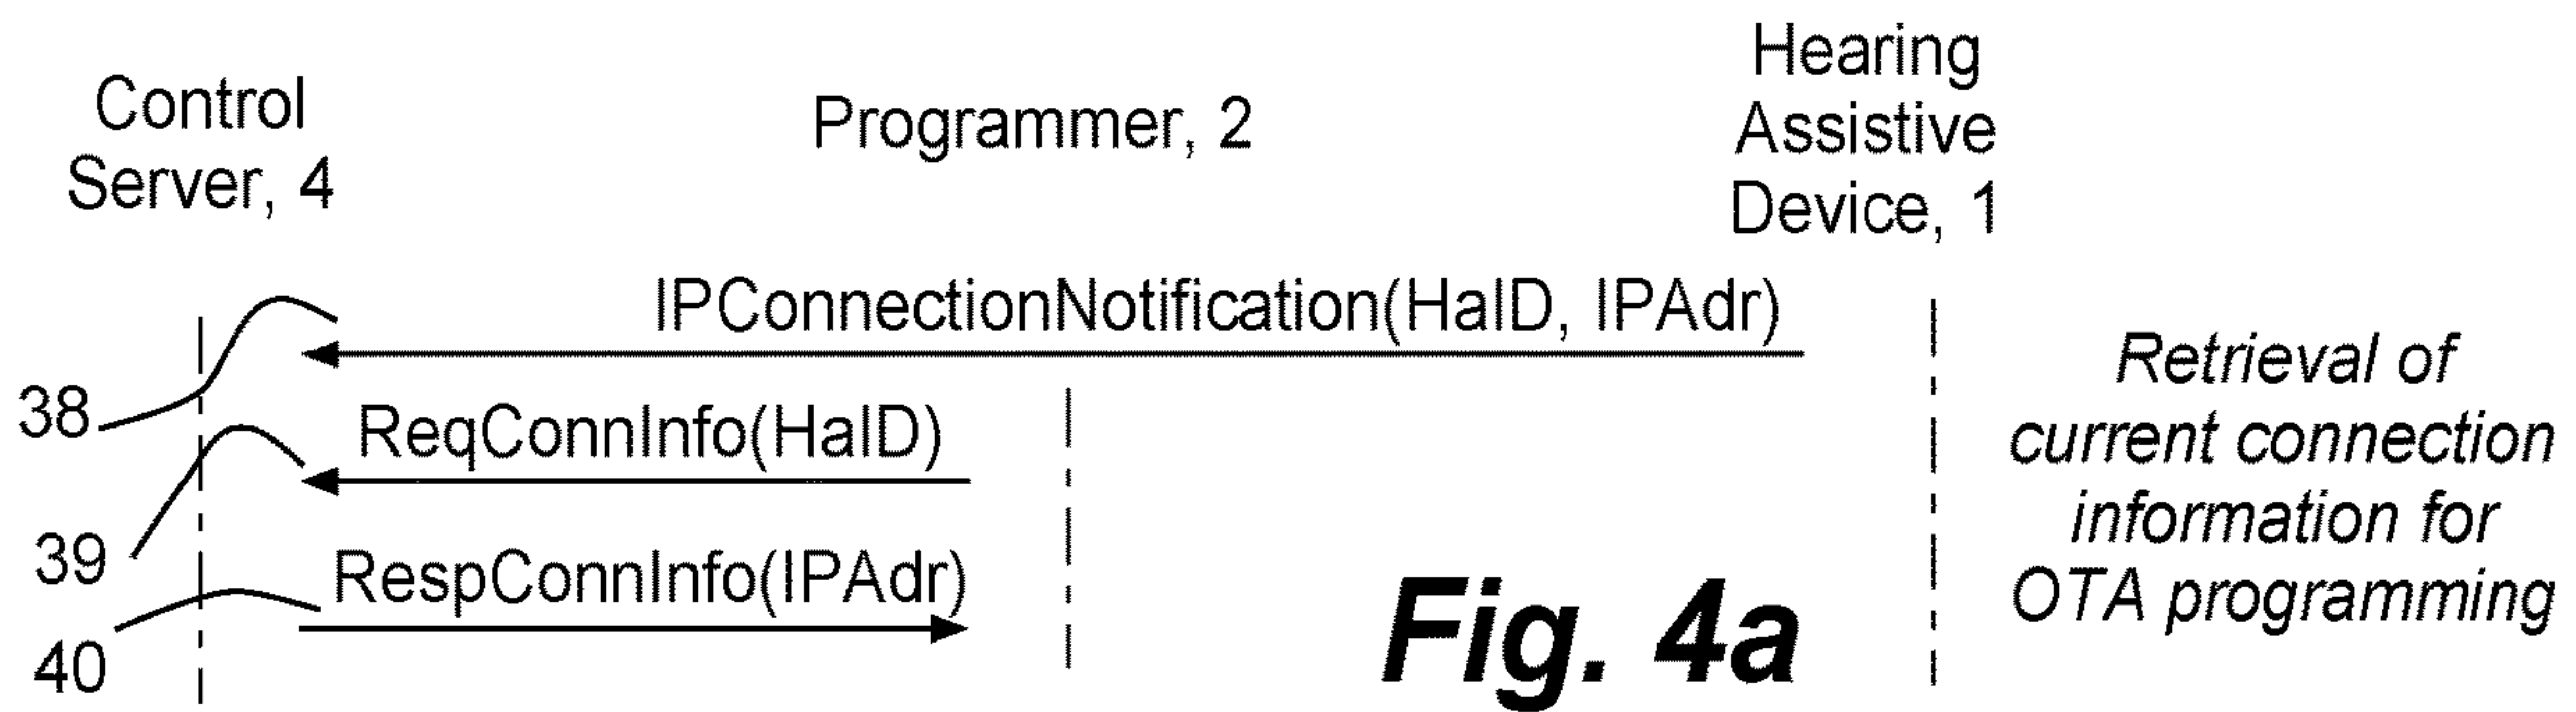 Control
Server, 4
Programmer, 2
Hearing
Assistive
Device, 1
IPConnectionNotification(HaID, IPAdr)
38
ReqConnInfo(HaID)
39
RespConnInfo(IPAdr)
40
Retrieval of
current connection
information for
OTA programming
Fig. 4a